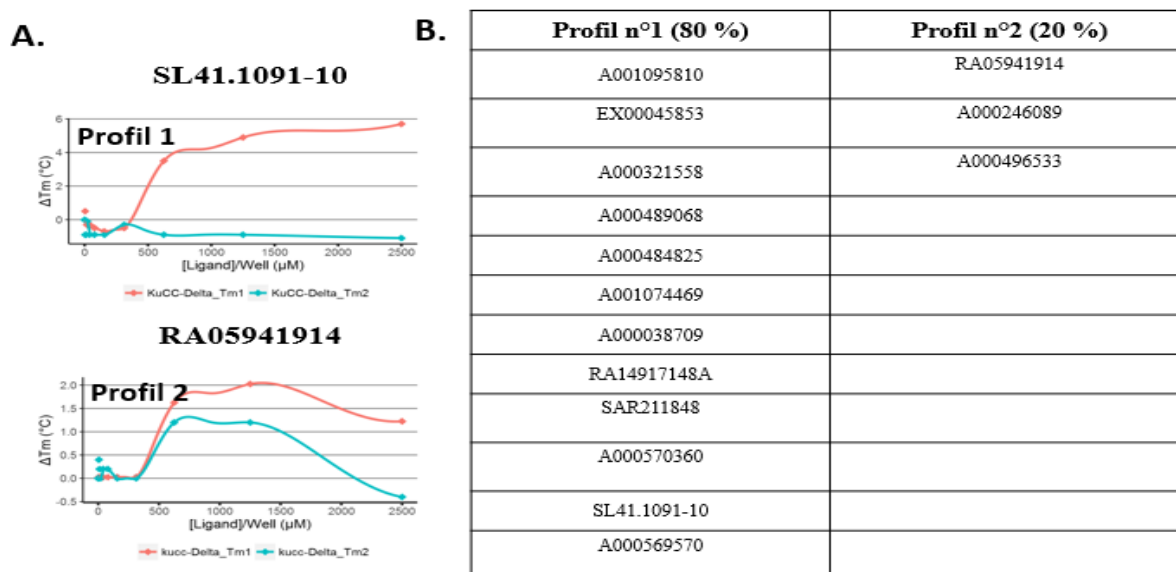 A.
SL41.1091-10
Profil 1
6
4
2
0
ΔTm (°C)
0 500 1000 1500 2000 2500
[Ligand]/Well (µM)
KuCC-Delta_Tm1 KuCC-Delta_Tm2
RA05941914
Profil 2
2.0
1.5
1.0
0.5
0.0
-0.5
ΔTm (°C)
0 500 1000 1500 2000 2500
[Ligand]/Well (µM)
kucc-Delta_Tm1 kucc-Delta_Tm2
B.
Profil n°1 (80 %) Profil n°2 (20 %)
A001095810 RA05941914
EX00045853 A000246089
A000321558 A000496533
A000489068
A000484825
A001074469
A000038709
RA14917148A
SAR211848
A000570360
SL41.1091-10
A000569570